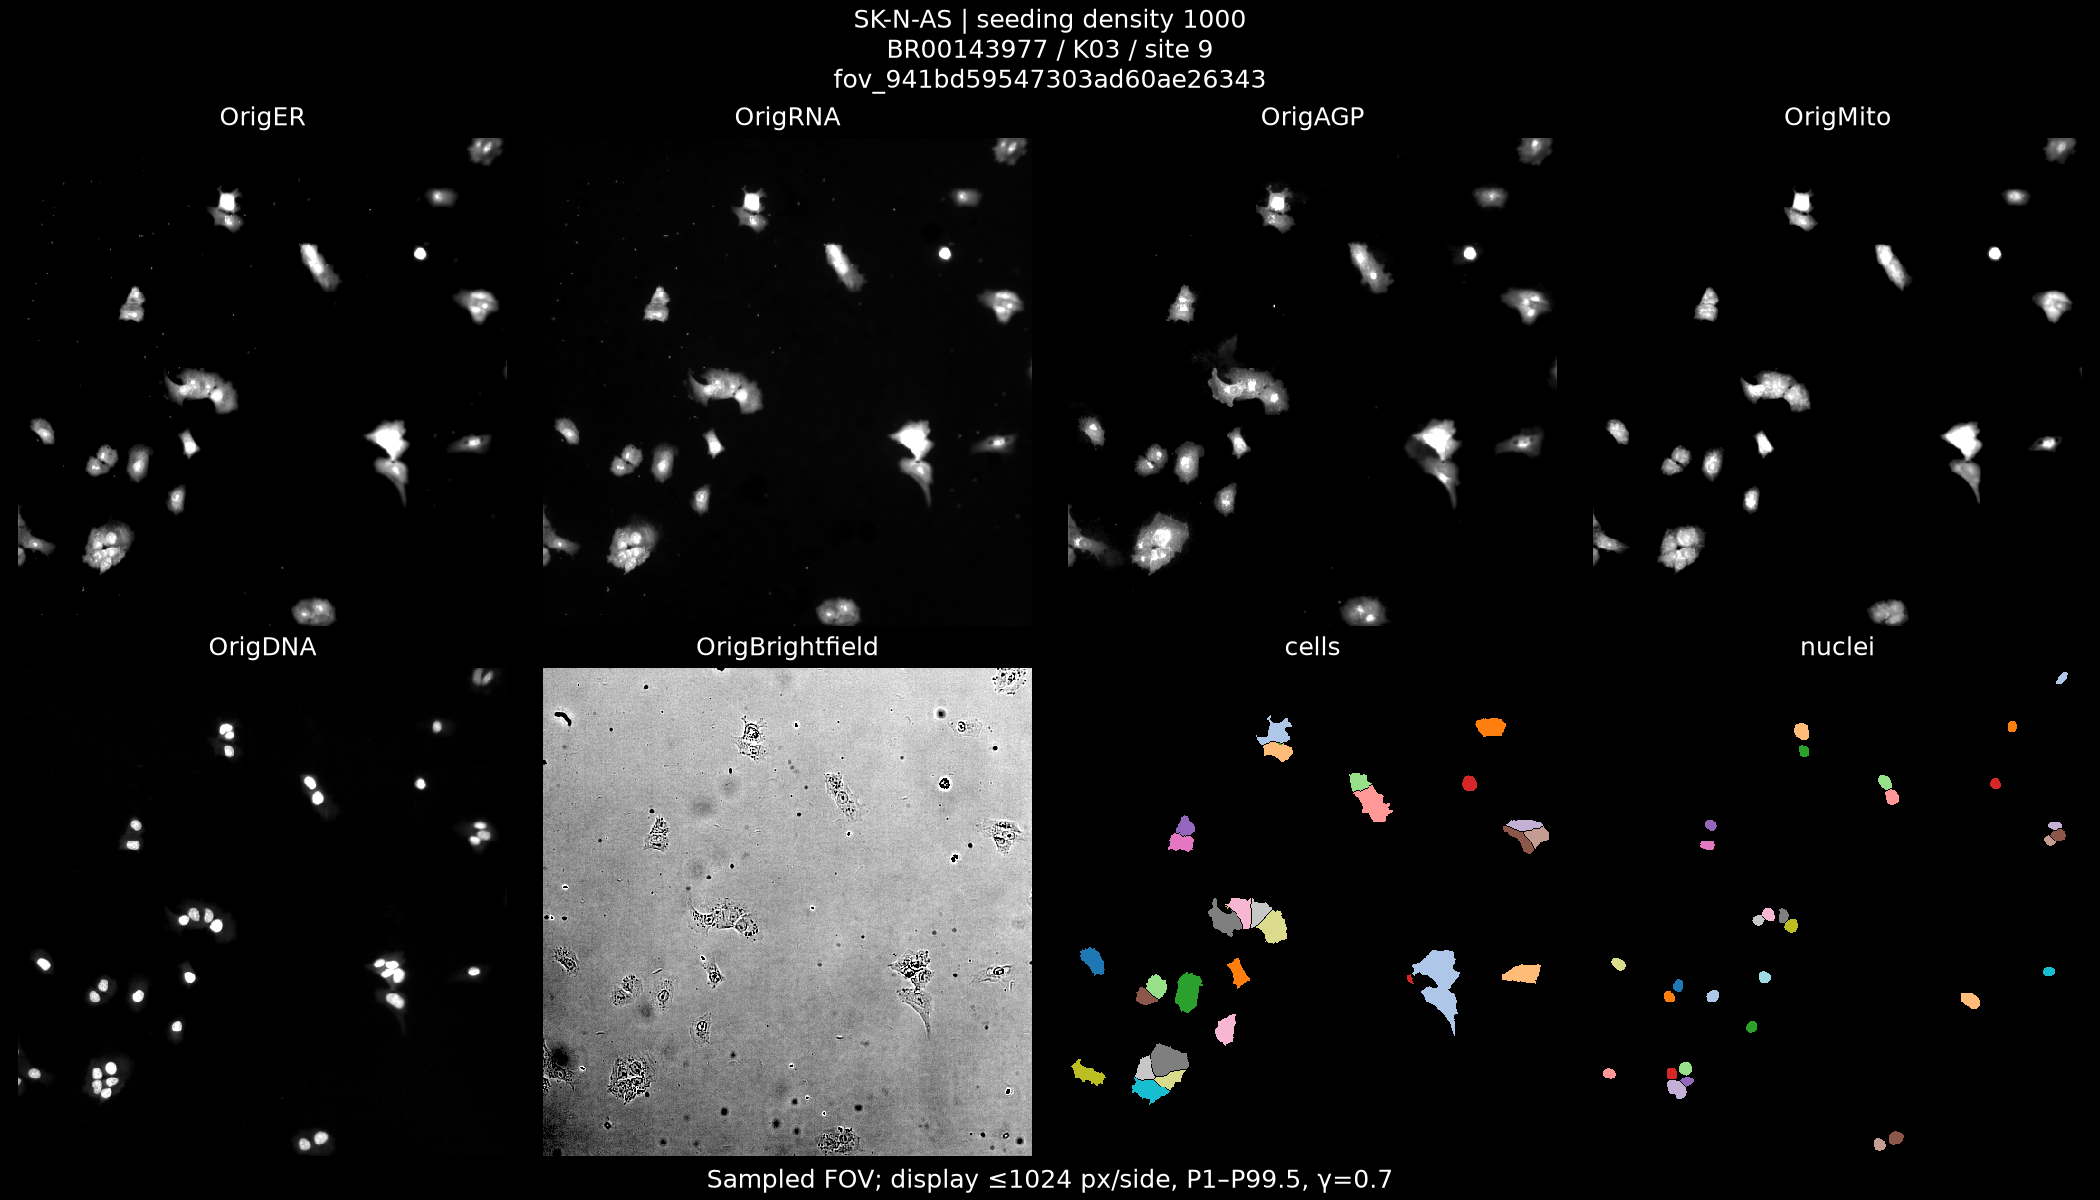 SK-N-AS | seeding density 1000
BR00143977 / K03 / site 9
fov_941bd59547303ad60ae26343
OrigER
OrigRNA
OrigAGP
OrigMito
OrigDNA
OrigBrightfield
cells
nuclei
Sampled FOV; display ≤1024 px/side, P1–P99.5, γ=0.7